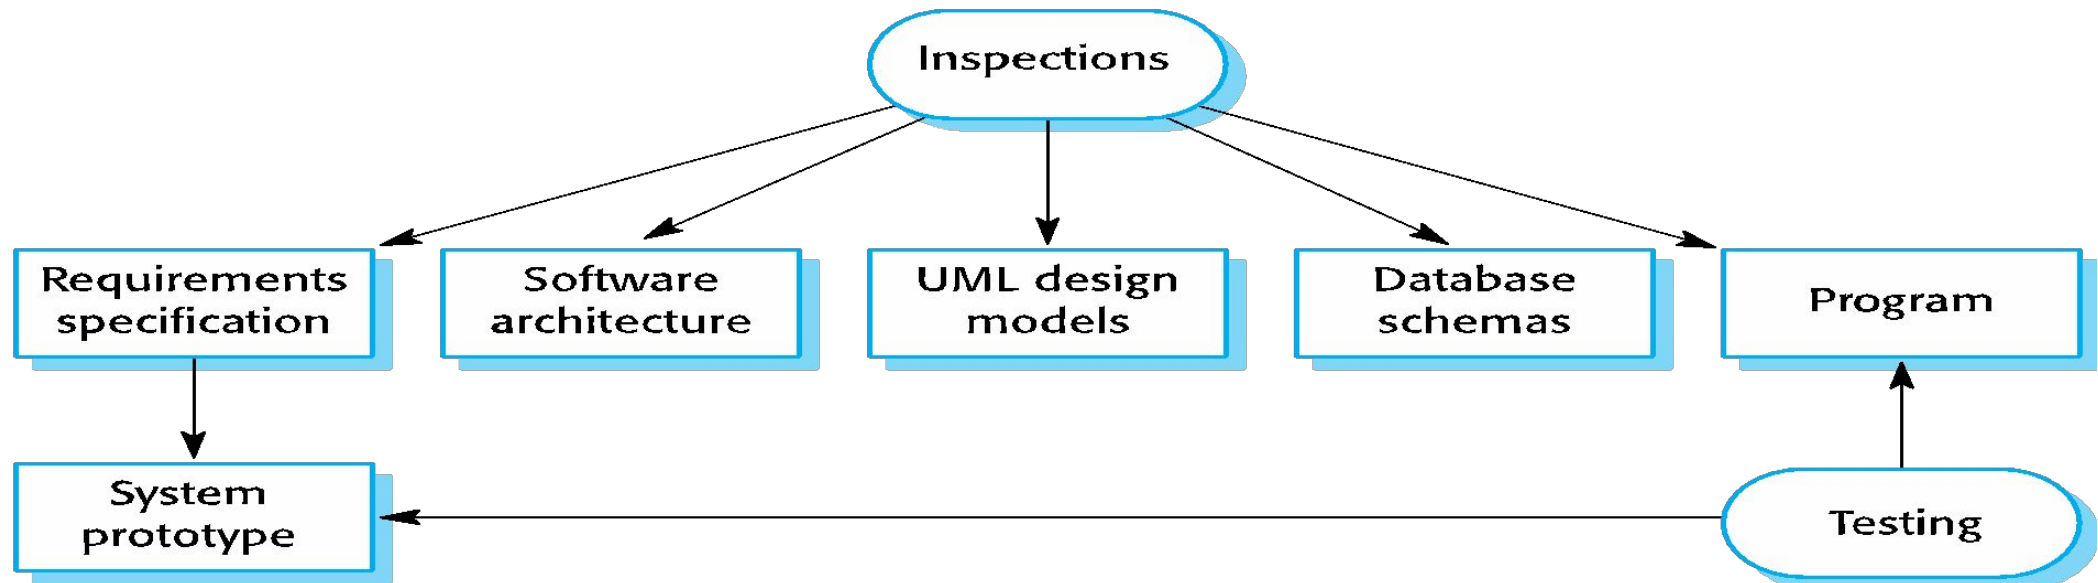 Inspections
Requirements
specification
Software
architecture
UML design
models
Database
schemas
Program
System
prototype
Testing